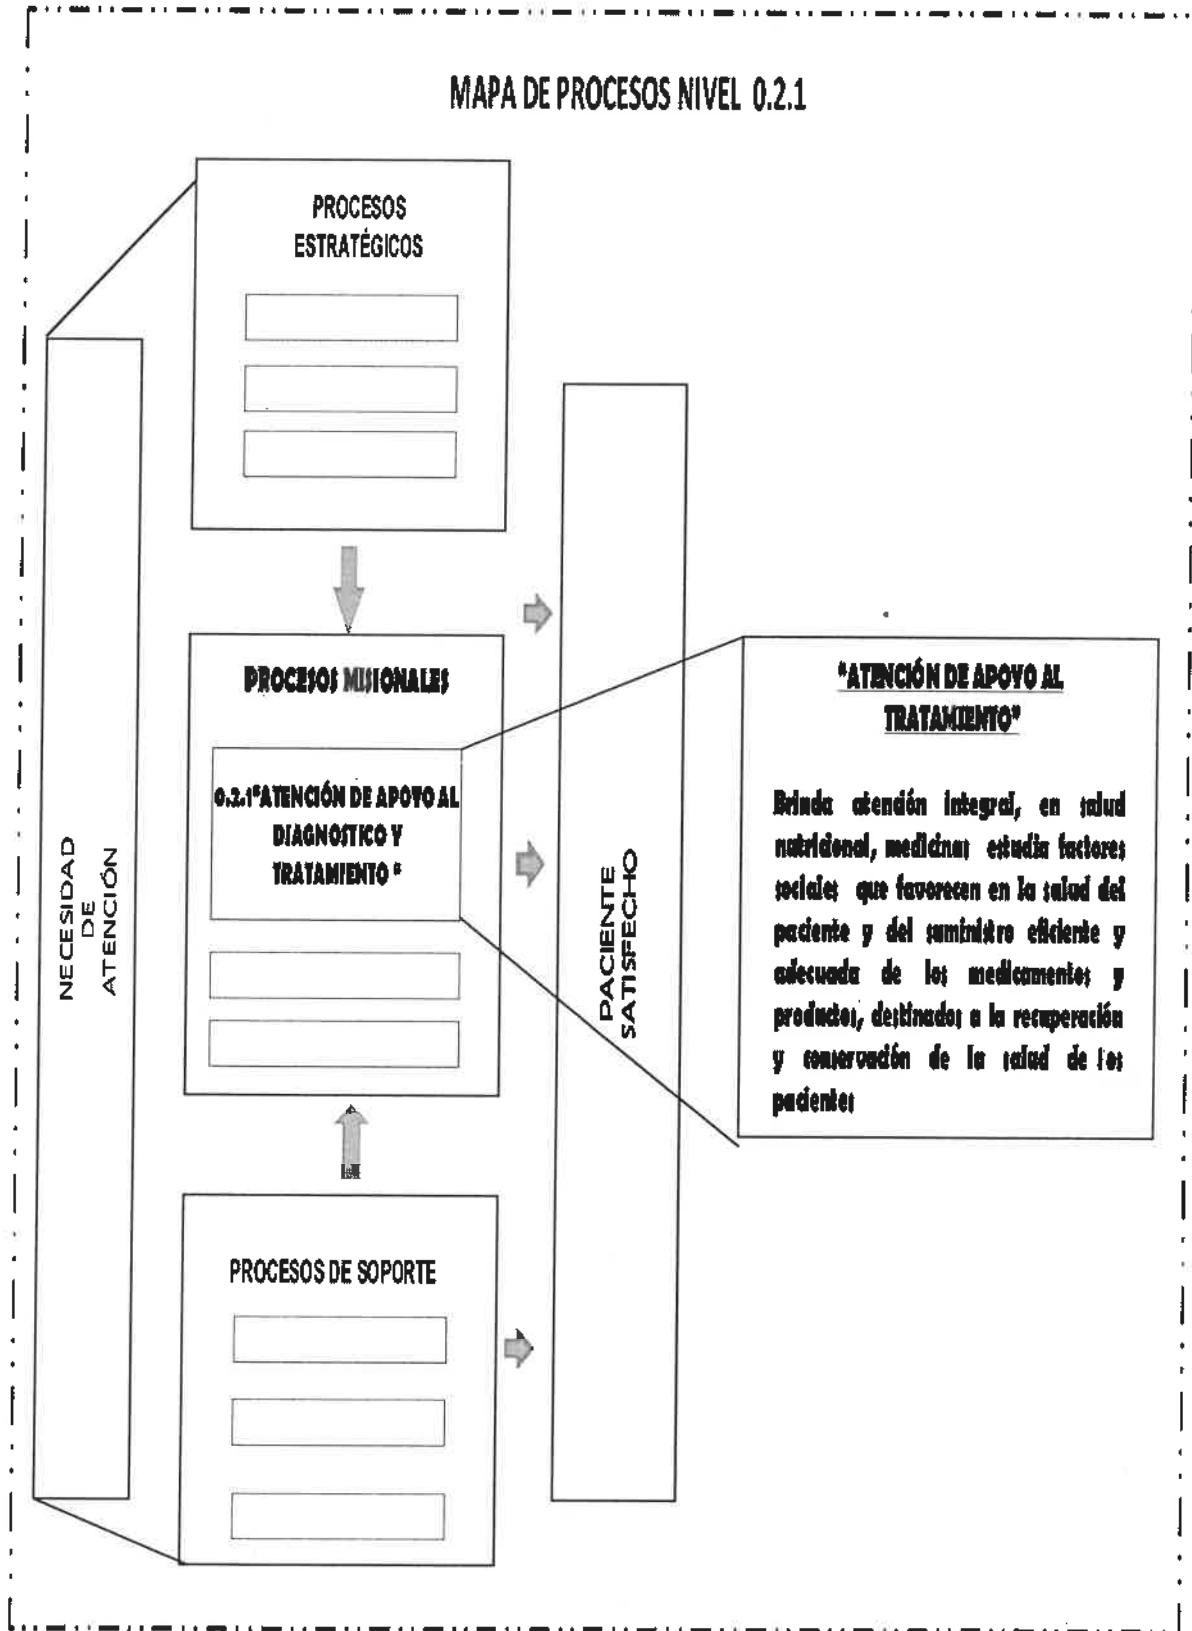 MAPA DE PROCESOS NIVEL 0.2.1
PROCESOS
ESTRATÉGICOS
NECESIDAD
DE
ATENCIÓN
PROCESOS MISIONALES
0.2.1"ATENCIÓN DE APOYO AL
DIAGNOSTICO Y
TRATAMIENTO "
PROCESOS DE SOPORTE
PACIENTE
SATISFECHO
"ATENCIÓN DE APOYO AL
TRATAMIENTO"
Brinda atención integral, en salud
nutricional, medicinas estudia factores
sociales que favorecen en la salud del
paciente y del suministro eficiente y
adecuada de los medicamentos y
productos, destinados a la recuperación
y conservación de la salud de los
pacientes